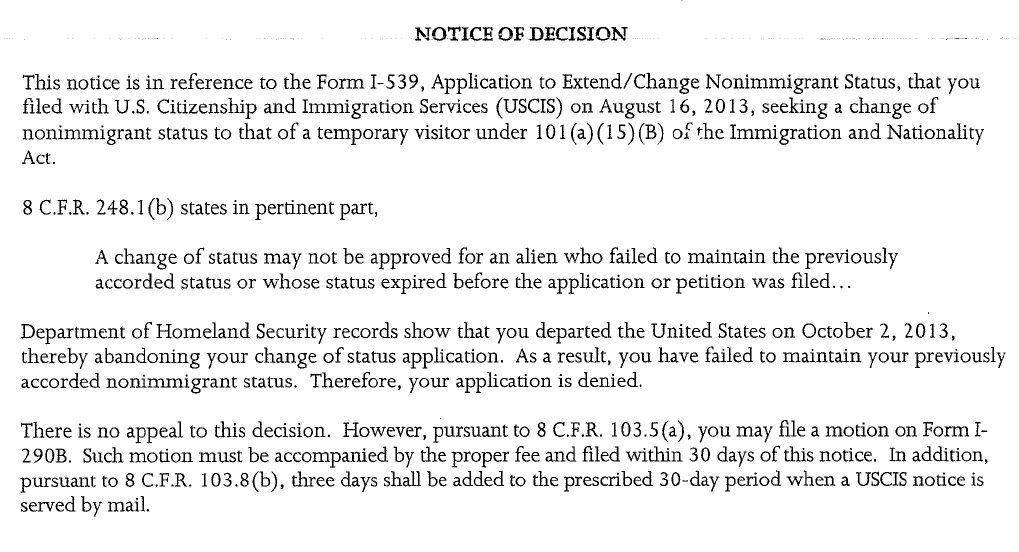 NOTICE OF DECISION
This notice is in reference to the Form I-539, Application to Extend/Change Nonimmigrant Status, that you
filed with U.S. Citizenship and Immigration Services (USCIS) on August 16, 2013, seeking a change of
nonimmigrant status to that of a temporary visitor under 101(a)(15)(B) of the Immigration and Nationality
Act.
8 C.F.R. 248.1(b) states in pertinent part,
A change of status may not be approved for an alien who failed to maintain the previously
accorded status or whose status expired before the application or petition was filed…
Department of Homeland Security records show that you departed the United States on October 2, 2013,
thereby abandoning your change of status application. As a result, you have failed to maintain your previously
accorded nonimmigrant status. Therefore, your application is denied.
There is no appeal to this decision. However, pursuant to 8 C.F.R. 103.5(a), you may file a motion on Form I-
290B. Such motion must be accompanied by the proper fee and filed within 30 days of this notice. In addition,
pursuant to 8 C.F.R. 103.8(b), three days shall be added to the prescribed 30-day period when a USCIS notice is
served by mail.